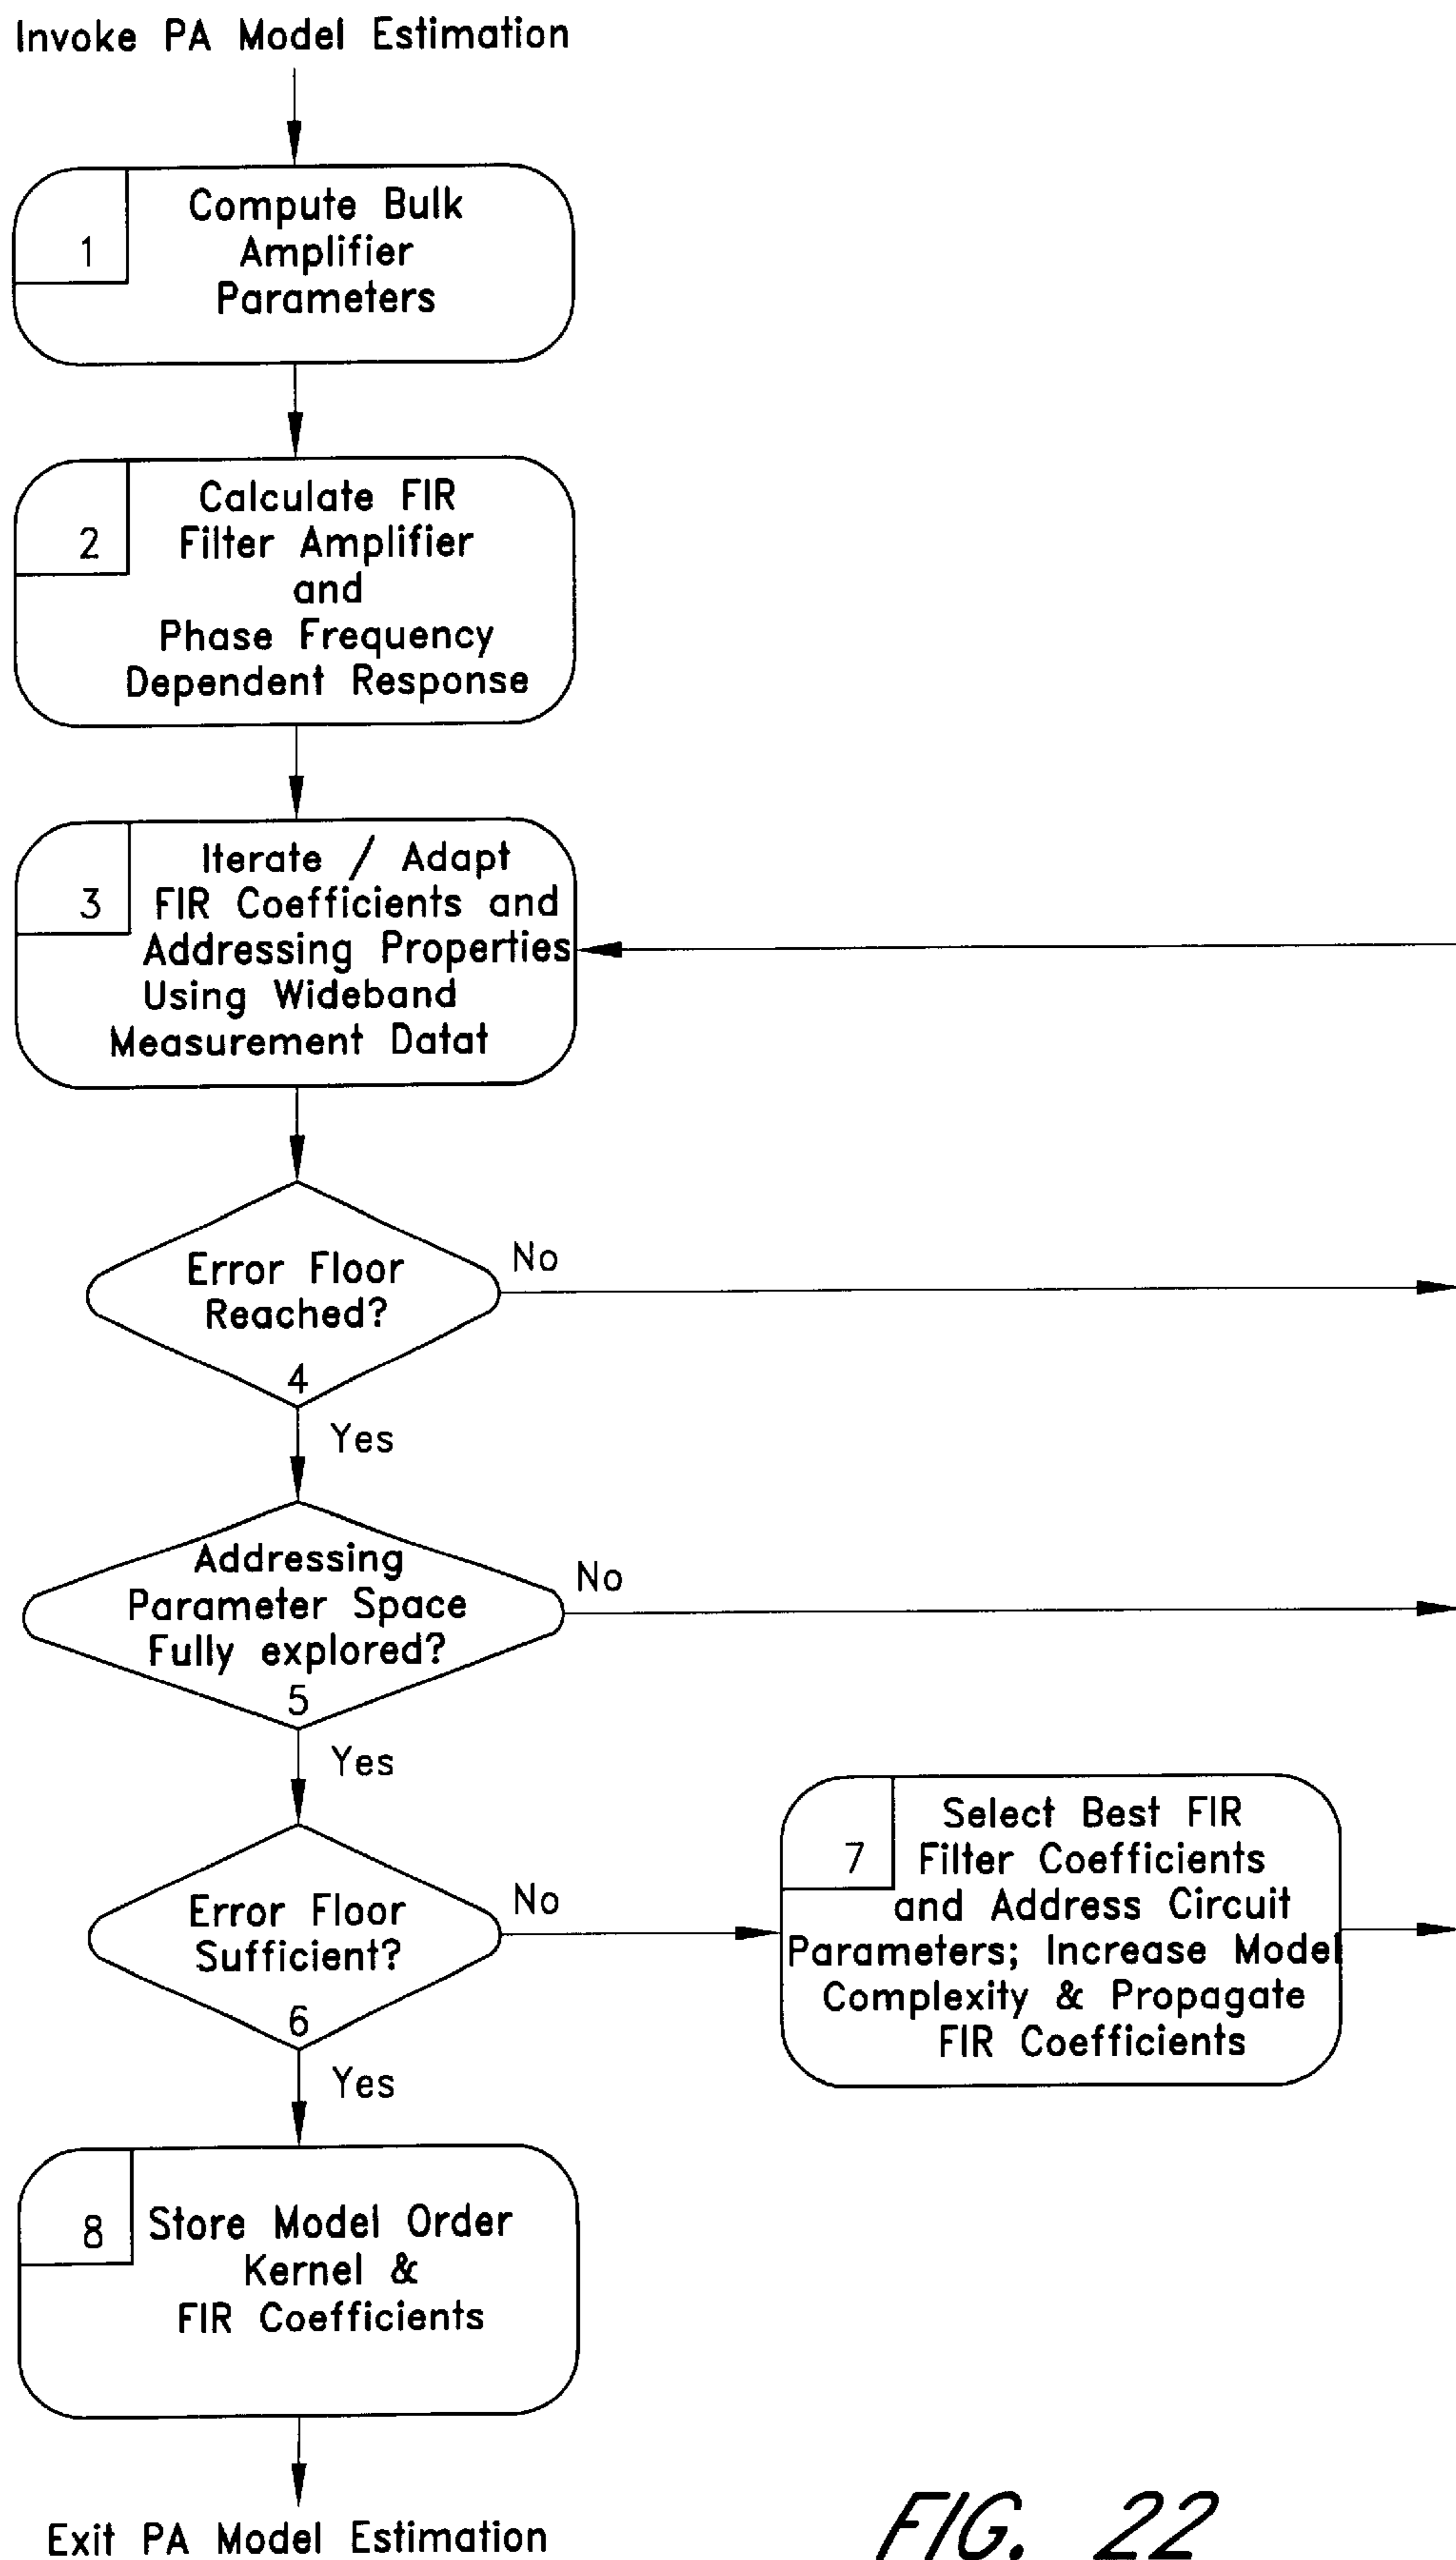 Invoke PA Model Estimation
1
Compute Bulk
Amplifier
Parameters
2
Calculate FIR
Filter Amplifier
and
Phase Frequency
Dependent Response
3
Iterate / Adapt
FIR Coefficients and
Addressing Properties
Using Wideband
Measurement Datat
Error Floor
Reached?
4
No
Yes
Addressing
Parameter Space
Fully explored?
5
No
Yes
Error Floor
Sufficient?
6
No
Yes
7
Select Best FIR
Filter Coefficients
and Address Circuit
Parameters; Increase Model
Complexity & Propagate
FIR Coefficients
8
Store Model Order
Kernel &
FIR Coefficients
Exit PA Model Estimation
FIG. 22